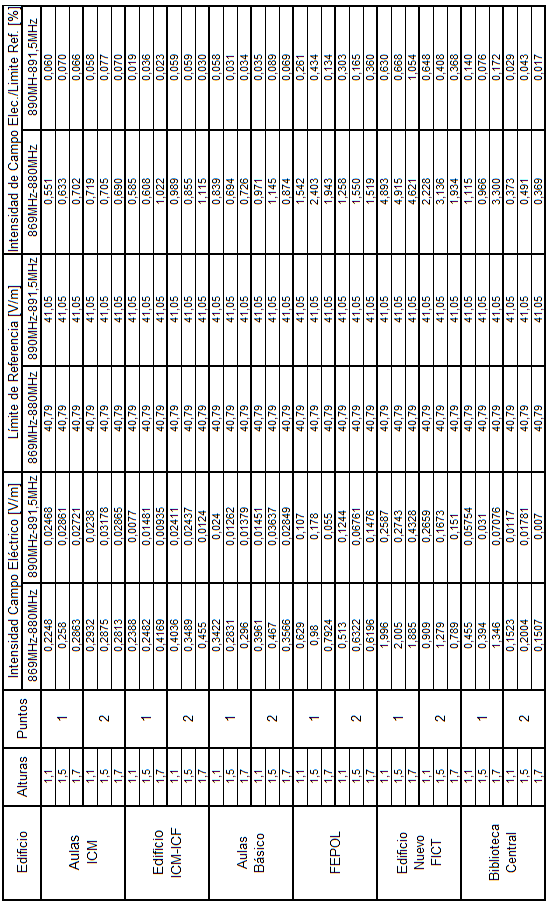 Edificio Alturas Puntos Intensidad Campo Eléctrico [V/m] Limite de Referencia [V/m] Intensidad de Campo Elec./Limite Ref. [%]
869MHz-880MHz 890MHz-891,5MHz 869MHz-880MHz 890MHz-891,5MHz 869MHz-880MHz 890MH-891,5MHz
Aulas ICM 1,1 1 0,2248 0,02468 40,79 41,05 0,551 0,060
1,5 0,258 0,02861 40,79 41,05 0,633 0,070
1,7 0,2863 0,02721 40,79 41,05 0,702 0,066
1,1 2 0,2932 0,0238 40,79 41,05 0,719 0,058
1,5 0,2875 0,03178 40,79 41,05 0,705 0,077
1,7 0,2813 0,02865 40,79 41,05 0,690 0,070
Edificio ICM-ICF 1,1 1 0,2388 0,0077 40,79 41,05 0,585 0,019
1,5 0,2482 0,01481 40,79 41,05 0,608 0,036
1,7 0,4169 0,00935 40,79 41,05 1,022 0,023
1,1 2 0,4036 0,02411 40,79 41,05 0,989 0,059
1,5 0,3489 0,02437 40,79 41,05 0,855 0,059
1,7 0,455 0,0124 40,79 41,05 1,115 0,030
Aulas Básico 1,1 1 0,3422 0,024 40,79 41,05 0,839 0,058
1,5 0,2831 0,01262 40,79 41,05 0,694 0,031
1,7 0,296 0,01379 40,79 41,05 0,726 0,034
1,1 2 0,3961 0,01451 40,79 41,05 0,971 0,035
1,5 0,467 0,03637 40,79 41,05 1,145 0,089
1,7 0,3566 0,02849 40,79 41,05 0,874 0,069
FEPOL 1,1 1 0,629 0,107 40,79 41,05 1,542 0,261
1,5 0,98 0,178 40,79 41,05 2,403 0,434
1,7 0,7924 0,055 40,79 41,05 1,943 0,134
1,1 2 0,513 0,1244 40,79 41,05 1,258 0,303
1,5 0,6322 0,06761 40,79 41,05 1,550 0,165
1,7 0,6196 0,1476 40,79 41,05 1,519 0,360
Edificio Nuevo FICT 1,1 1 1,996 0,2587 40,79 41,05 4,893 0,630
1,5 2,005 0,2743 40,79 41,05 4,915 0,668
1,7 1,885 0,4328 40,79 41,05 4,621 1,054
1,1 2 0,909 0,2659 40,79 41,05 2,228 0,648
1,5 1,279 0,1673 40,79 41,05 3,136 0,408
1,7 0,789 0,151 40,79 41,05 1,934 0,368
Biblioteca Central 1,1 1 0,455 0,05754 40,79 41,05 1,115 0,140
1,5 0,394 0,031 40,79 41,05 0,966 0,076
1,7 1,346 0,07076 40,79 41,05 3,300 0,172
1,1 2 0,1523 0,0117 40,79 41,05 0,373 0,029
1,5 0,2004 0,01781 40,79 41,05 0,491 0,043
1,7 0,1507 0,007 40,79 41,05 0,369 0,017